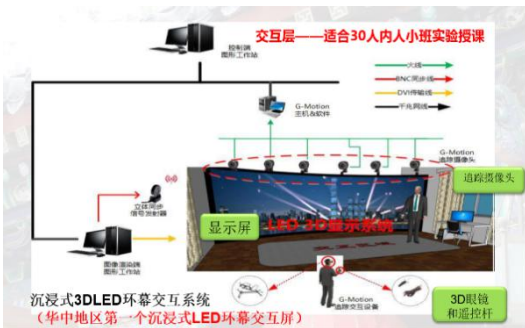 交互层——适合30人内人小班实验授课
控制端
图形工作站
火线
BNC同步线
DVI传输线
千兆网线
G-Motion
主机&软件
G-Motion
追踪摄像头
追踪摄像头
立体同步
信号发射器
显示屏
LED 3D显示系统
图像渲染端
图形工作站
G-Motion
追踪交互设备
3D眼镜
和遥控杆
沉浸式3DLED环幕交互系统
（华中地区第一个沉浸式LED环幕交互屏）